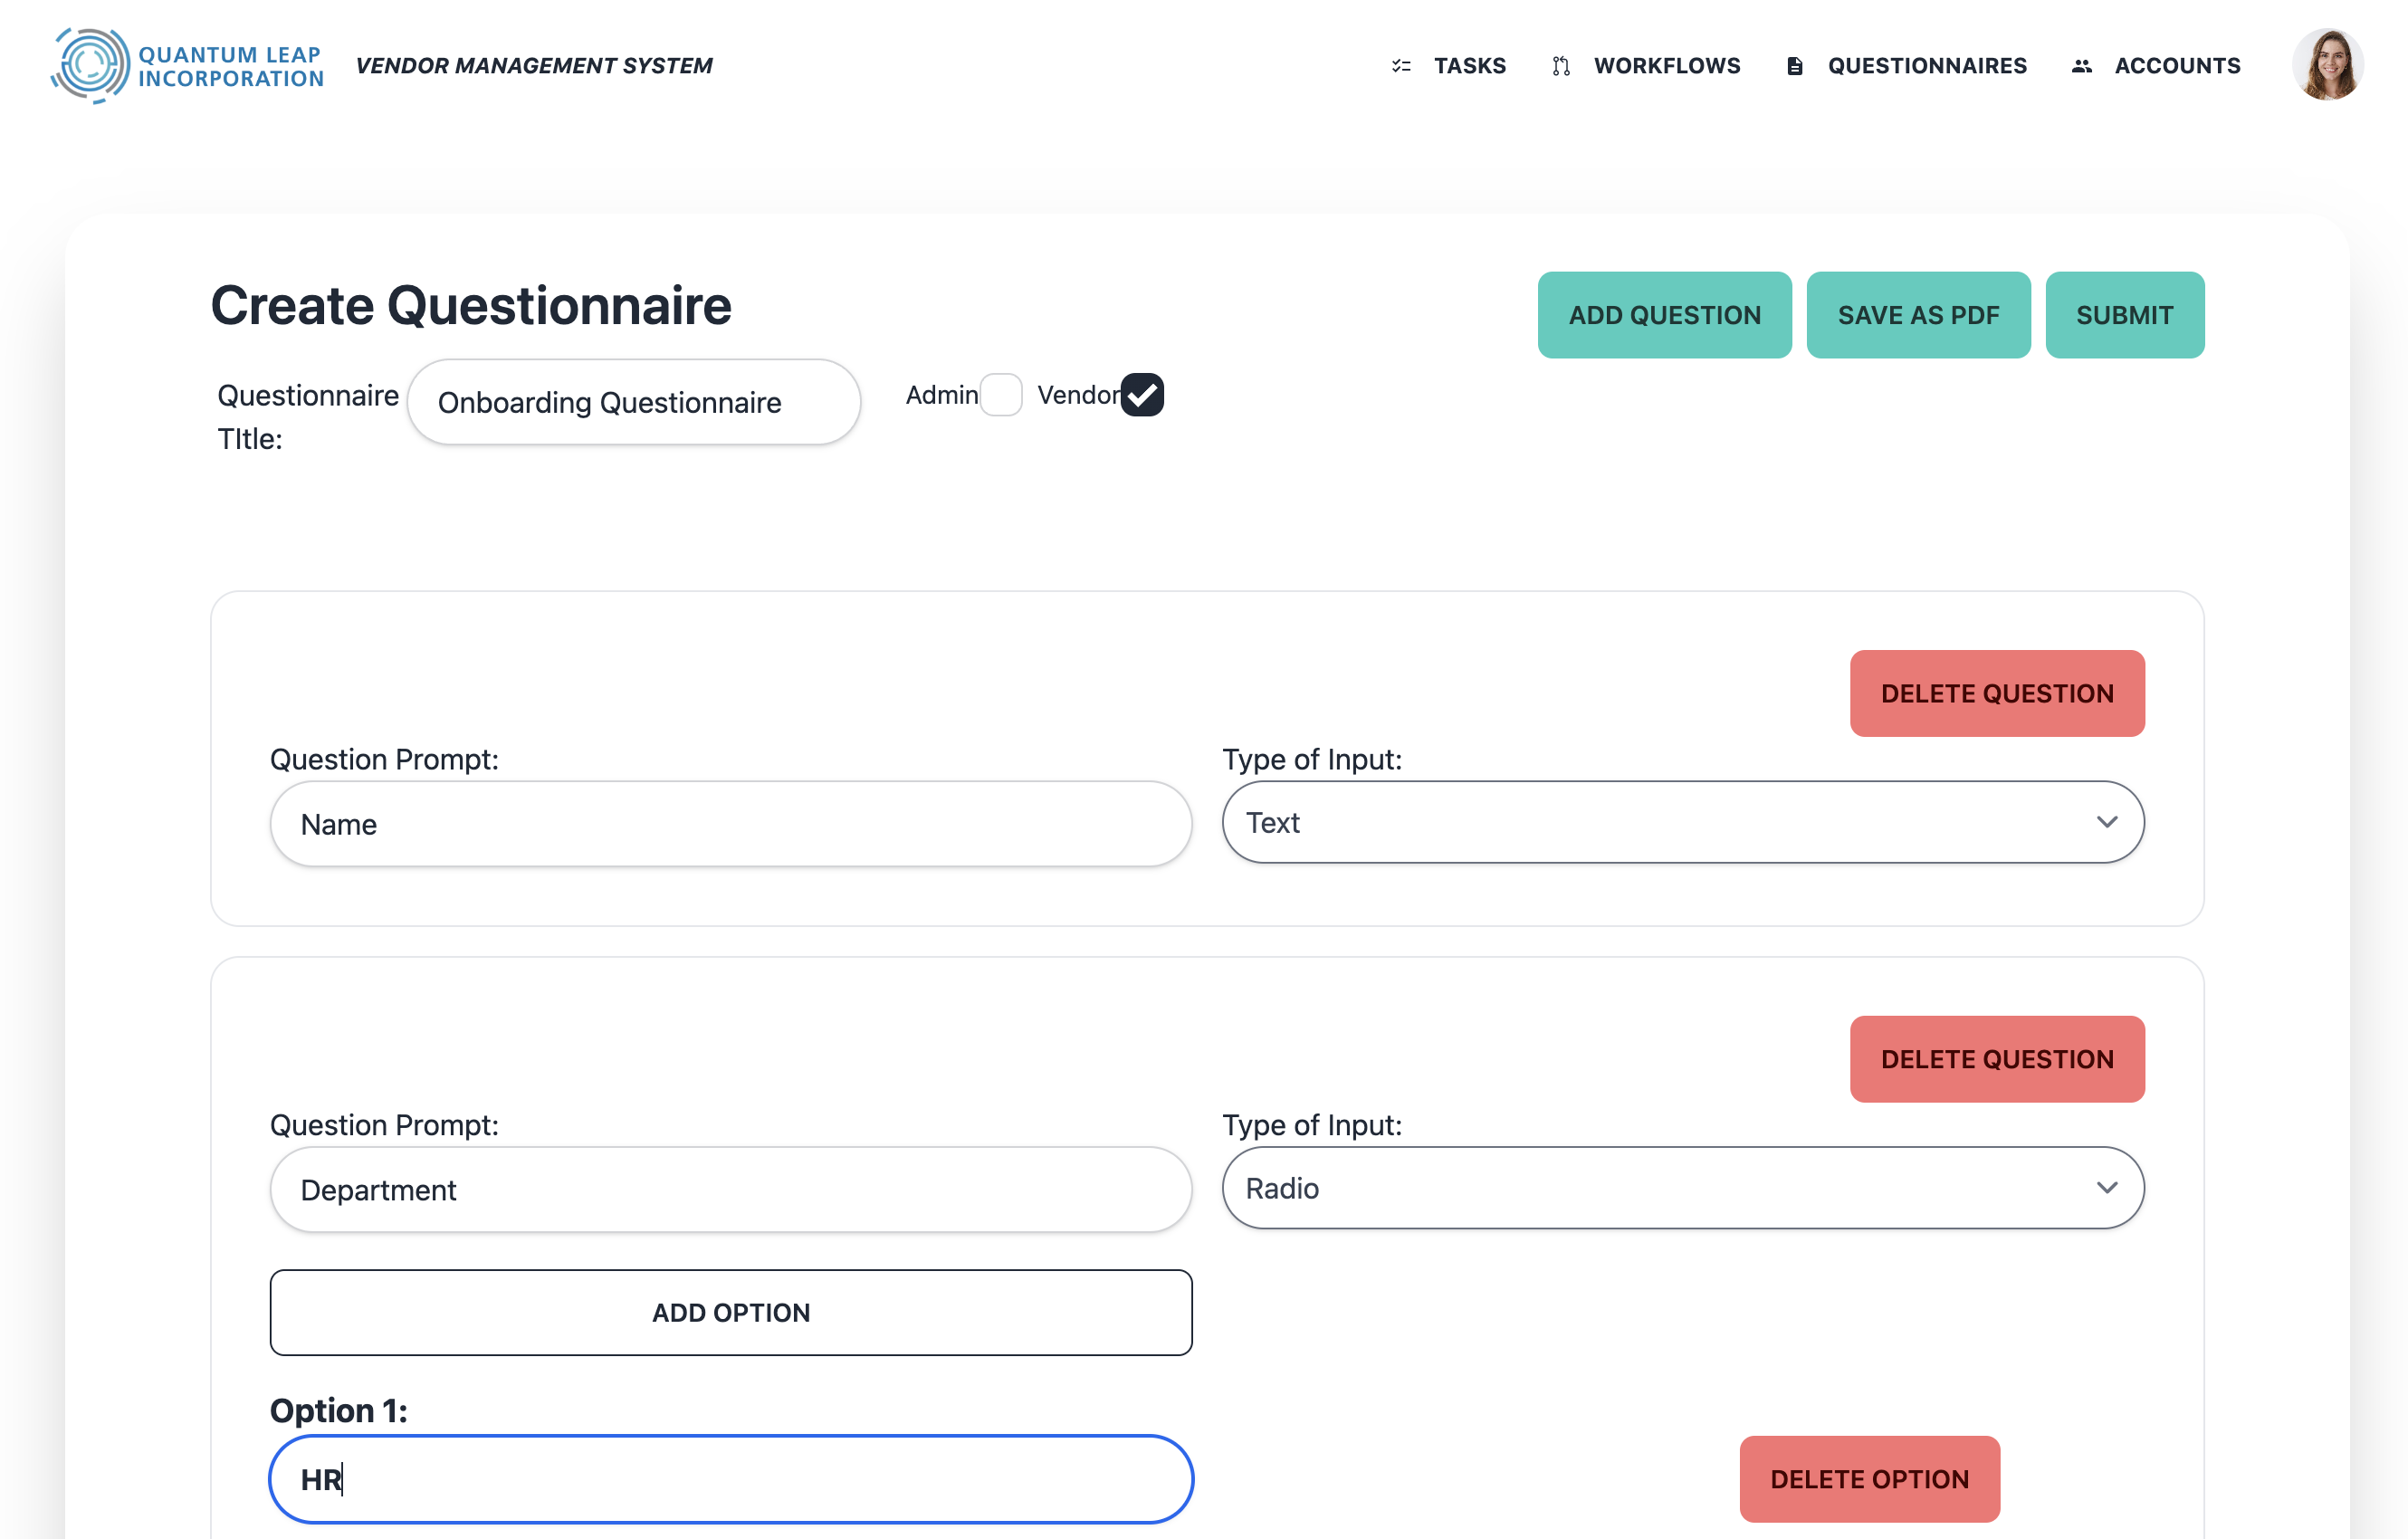 QUANTUM LEAP
INCORPORATION
VENDOR MANAGEMENT SYSTEM
TASKS
WORKFLOWS
QUESTIONNAIRES
ACCOUNTS
Create Questionnaire
ADD QUESTION
SAVE AS PDF
SUBMIT
Questionnaire
TItle:
Onboarding Questionnaire
Admin
Vendor
DELETE QUESTION
Question Prompt:
Type of Input:
Name
Text
DELETE QUESTION
Question Prompt:
Type of Input:
Department
Radio
ADD OPTION
Option 1:
HR
DELETE OPTION